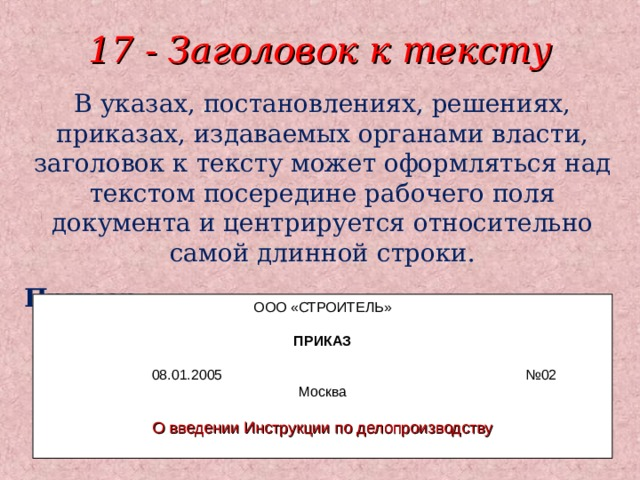 17 - Заголовок к тексту
В указах, постановлениях, решениях,
приказах, издаваемых органами власти,
заголовок к тексту может оформляться над
текстом посередине рабочего поля
документа и центрируется относительно
самой длинной строки.
ООО «СТРОИТЕЛЬ»
ПРИКАЗ
08.01.2005 №02
Москва
О введении Инструкции по делопроизводству